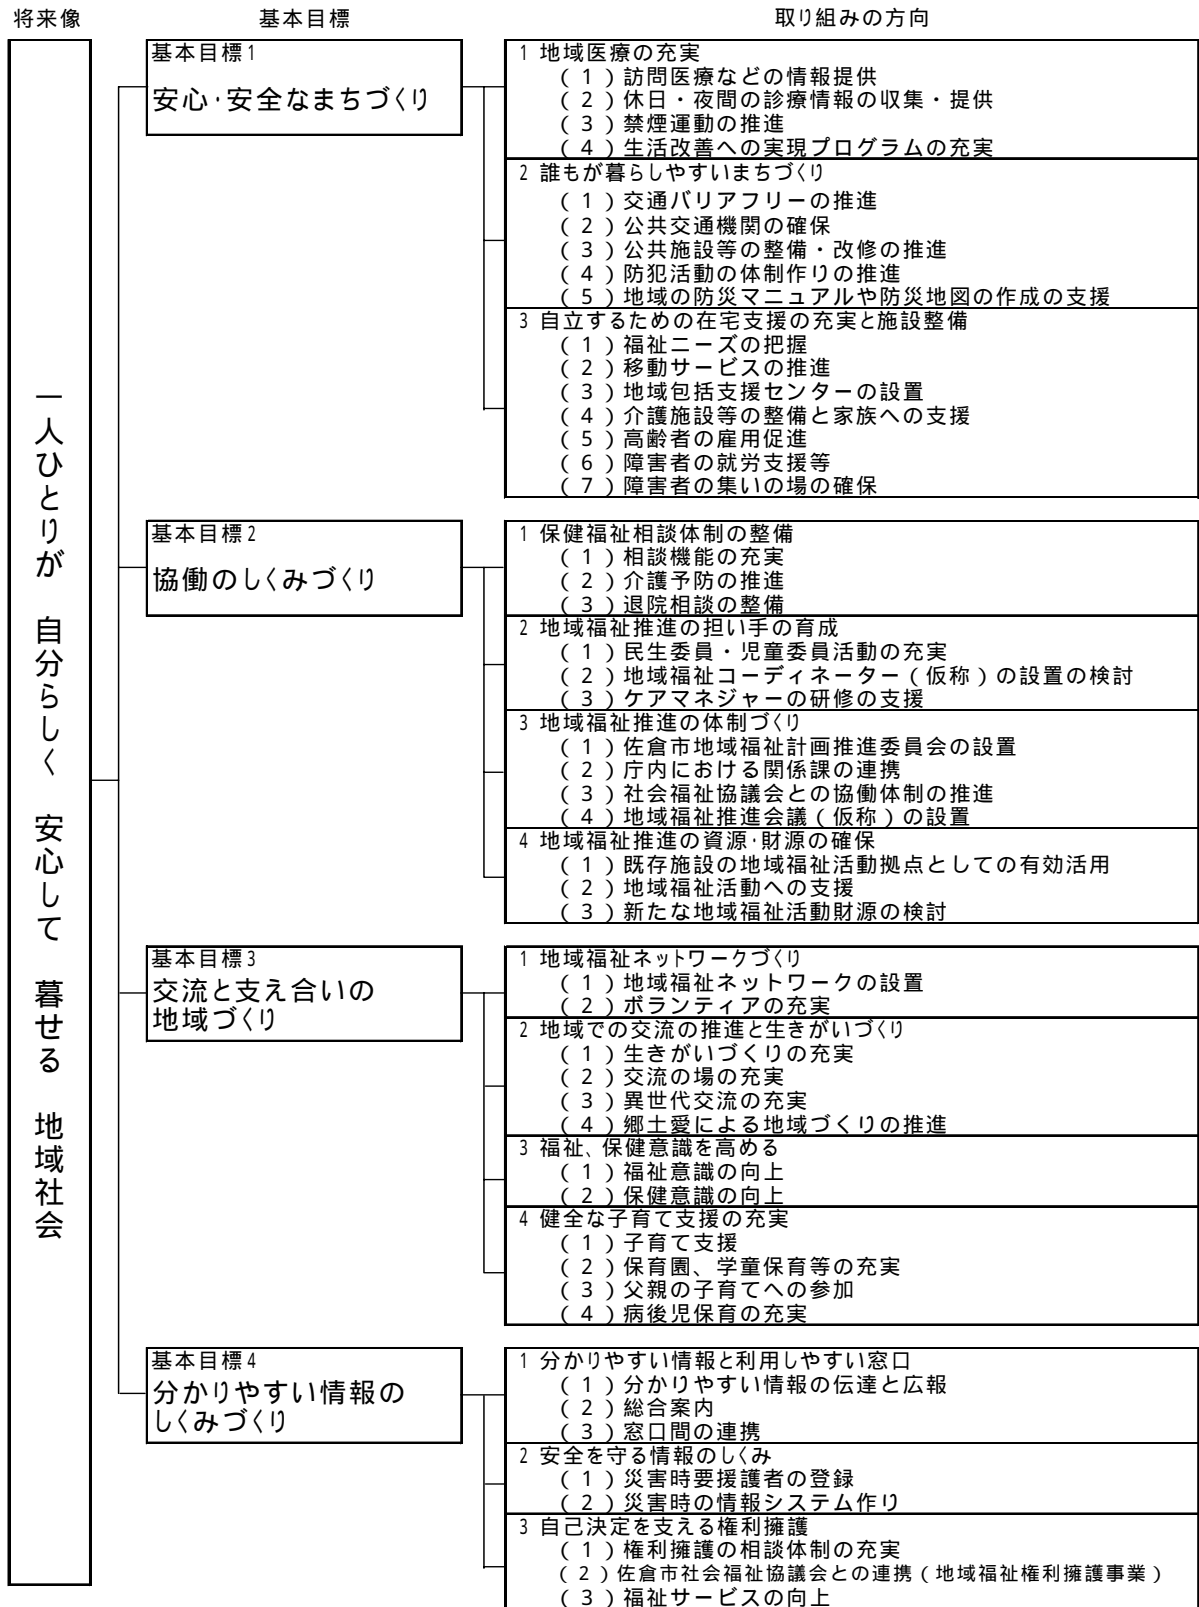 将来像 基本目標 取り組みの方向
一人ひとりが 自分らしく 安心して 暮せる 地域社会
基本目標1
安心・安全なまちづくり
1 地域医療の充実
(1)訪問医療などの情報提供
(2)休日・夜間の診療情報の収集・提供
(3)禁煙運動の推進
(4)生活改善への実現プログラムの充実
2 誰もが暮らしやすいまちづくり
(1)交通バリアフリーの推進
(2)公共交通機関の確保
(3)公共施設等の整備・改修の推進
(4)防犯活動の体制作りの推進
(5)地域の防災マニュアルや防災地図の作成の支援
3 自立するための在宅支援の充実と施設整備
(1)福祉ニーズの把握
(2)移動サービスの推進
(3)地域包括支援センターの設置
(4)介護施設等の整備と家族への支援
(5)高齢者の雇用促進
(6)障害者の就労支援等
(7)障害者の集いの場の確保
基本目標2
協働のしくみづくり
1 保健福祉相談体制の整備
(1)相談機能の充実
(2)介護予防の推進
(3)退院相談の整備
2 地域福祉推進の担い手の育成
(1)民生委員・児童委員活動の充実
(2)地域福祉コーディネーター(仮称)の設置の検討
(3)ケアマネジャーの研修の支援
3 地域福祉推進の体制づくり
(1)佐倉市地域福祉計画推進委員会の設置
(2)庁内における関係課の連携
(3)社会福祉協議会との協働体制の推進
(4)地域福祉推進会議(仮称)の設置
4 地域福祉推進の資源・財源の確保
(1)既存施設の地域福祉活動拠点としての有効活用
(2)地域福祉活動への支援
(3)新たな地域福祉活動財源の検討
基本目標3
交流と支え合いの
地域づくり
1 地域福祉ネットワークづくり
(1)地域福祉ネットワークの設置
(2)ボランティアの充実
2 地域での交流の推進と生きがいづくり
(1)生きがいづくりの充実
(2)交流の場の充実
(3)異世代交流の充実
(4)郷土愛による地域づくりの推進
3 福祉、保健意識を高める
(1)福祉意識の向上
(2)保健意識の向上
4 健全な子育て支援の充実
(1)子育て支援
(2)保育園、学童保育等の充実
(3)父親の子育てへの参加
(4)病後児保育の充実
基本目標4
分かりやすい情報の
しくみづくり
1 分かりやすい情報と利用しやすい窓口
(1)分かりやすい情報の伝達と広報
(2)総合案内
(3)窓口間の連携
2 安全を守る情報のしくみ
(1)災害時要援護者の登録
(2)災害時の情報システム作り
3 自己決定を支える権利擁護
(1)権利擁護の相談体制の充実
(2)佐倉市社会福祉協議会との連携(地域福祉権利擁護事業)
(3)福祉サービスの向上